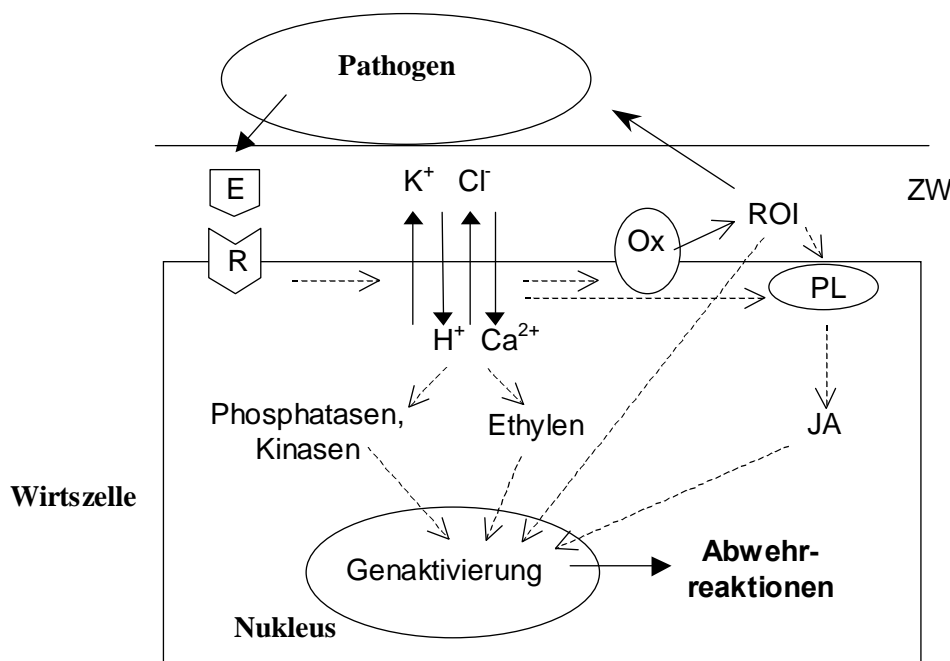 Pathogen
E
K⁺ Cl⁻
ZW
ROI
Ox
R
PL
H⁺ Ca²⁺
Phosphatasen,
Kinasen
Ethylen
JA
Wirtszelle
Genaktivierung
Abwehr-
reaktionen
Nukleus